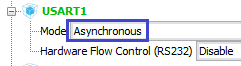 USART1
Mode Asynchronous
Hardware Flow Control (RS232) Disable